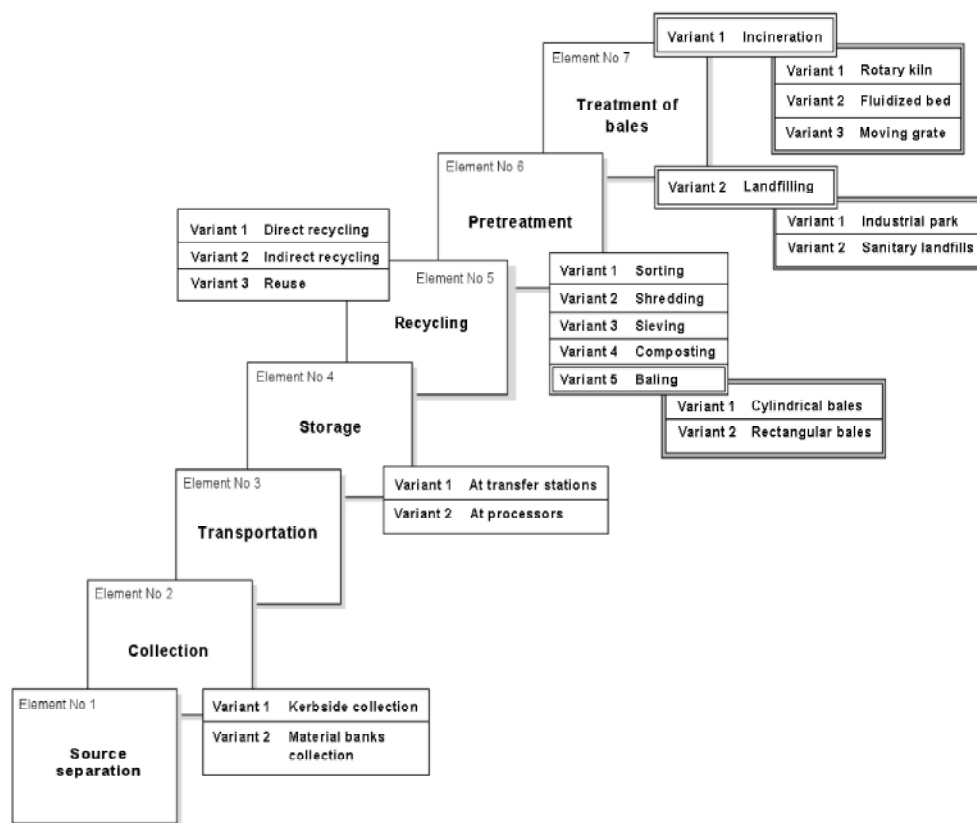 Element No 7
Treatment of
bales
Variant 1 Incineration
Variant 1 Rotary kiln
Variant 2 Fluidized bed
Variant 3 Moving grate
Variant 2 Landfilling
Variant 1 Industrial park
Variant 2 Sanitary landfills
Element No 6
Pretreatment
Variant 1 Sorting
Variant 2 Shredding
Variant 3 Sieving
Variant 4 Composting
Variant 5 Baling
Variant 1 Cylindrical bales
Variant 2 Rectangular bales
Variant 1 Direct recycling
Variant 2 Indirect recycling
Variant 3 Reuse
Element No 5
Recycling
Element No 4
Storage
Variant 1 At transfer stations
Variant 2 At processors
Element No 3
Transportation
Element No 2
Collection
Variant 1 Kerbside collection
Variant 2 Material banks
collection
Element No 1
Source
separation